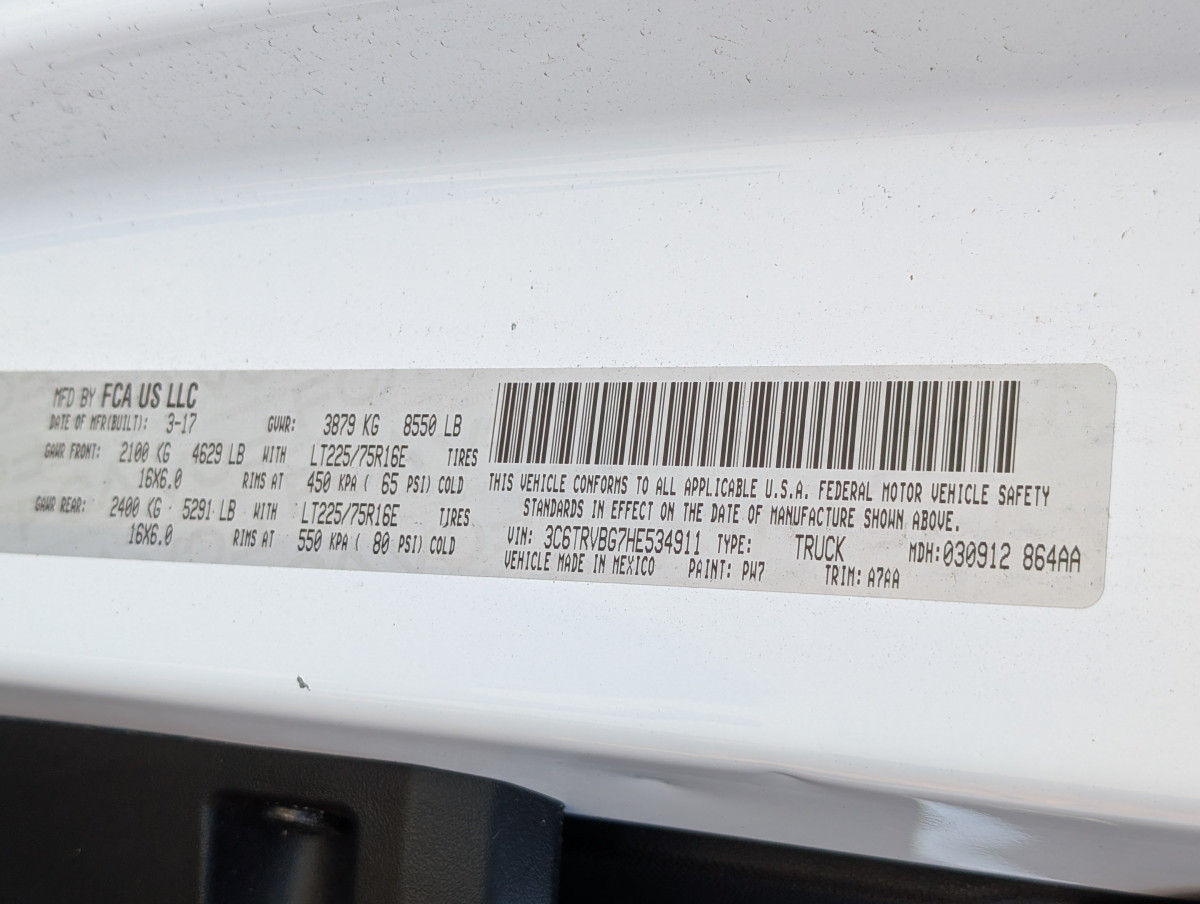 MFD BY FCA US LLC
DATE OF MFR(BUILT): 3-17 GVWR: 3879 KG 8550 LB
GAWR FRONT: 2100 KG 4629 LB WITH LT225/75R16E TIRES
16X6.0 RIMS AT 450 KPA ( 65 PSI) COLD
GAWR REAR: 2400 KG 5291 LB WITH LT225/75R16E TIRES
16X6.0 RIMS AT 550 KPA ( 80 PSI) COLD
THIS VEHICLE CONFORMS TO ALL APPLICABLE U.S.A. FEDERAL MOTOR VEHICLE SAFETY
STANDARDS IN EFFECT ON THE DATE OF MANUFACTURE SHOWN ABOVE.
VIN: 3C6TRVBG7HE534911 TYPE: TRUCK MDH:030912 864AA
VEHICLE MADE IN MEXICO PAINT: PW7 TRIM: A7AA